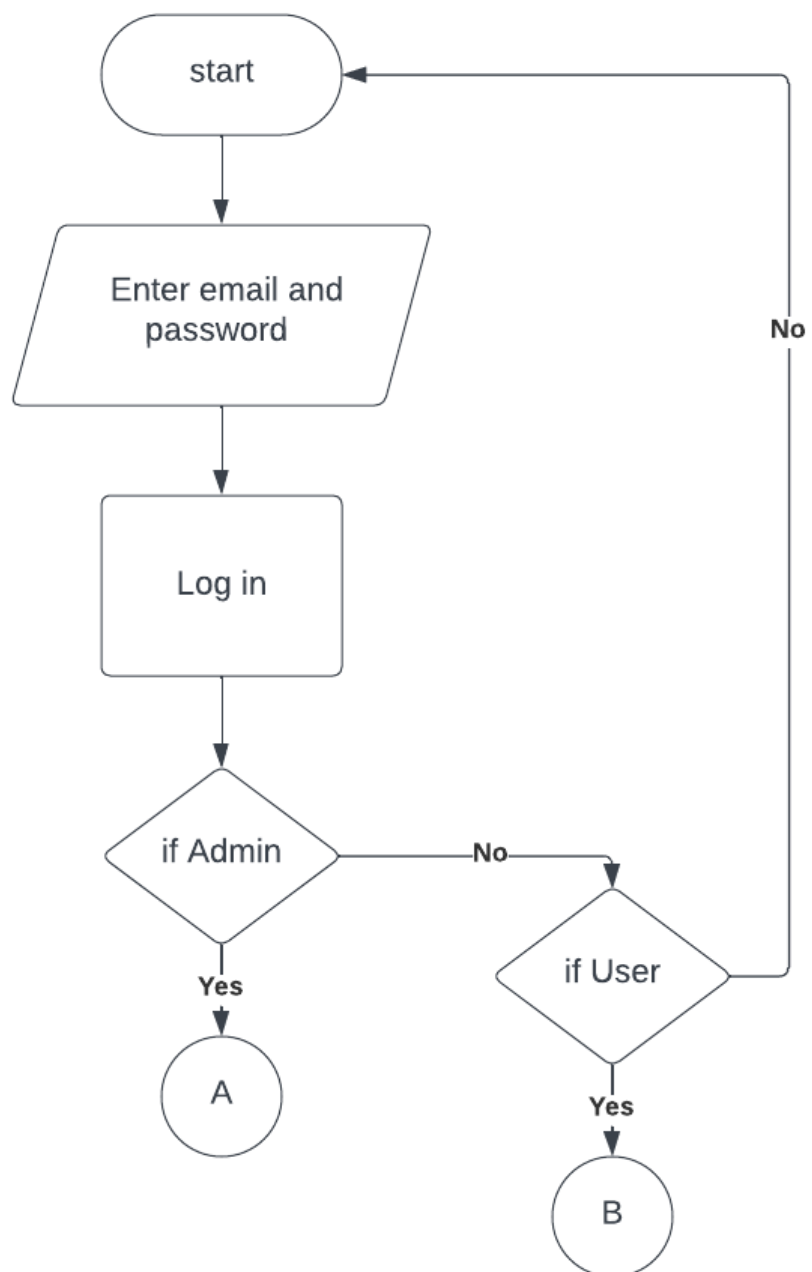 start
Enter email and
password
No
Log in
if Admin
No
if User
Yes
A
Yes
B